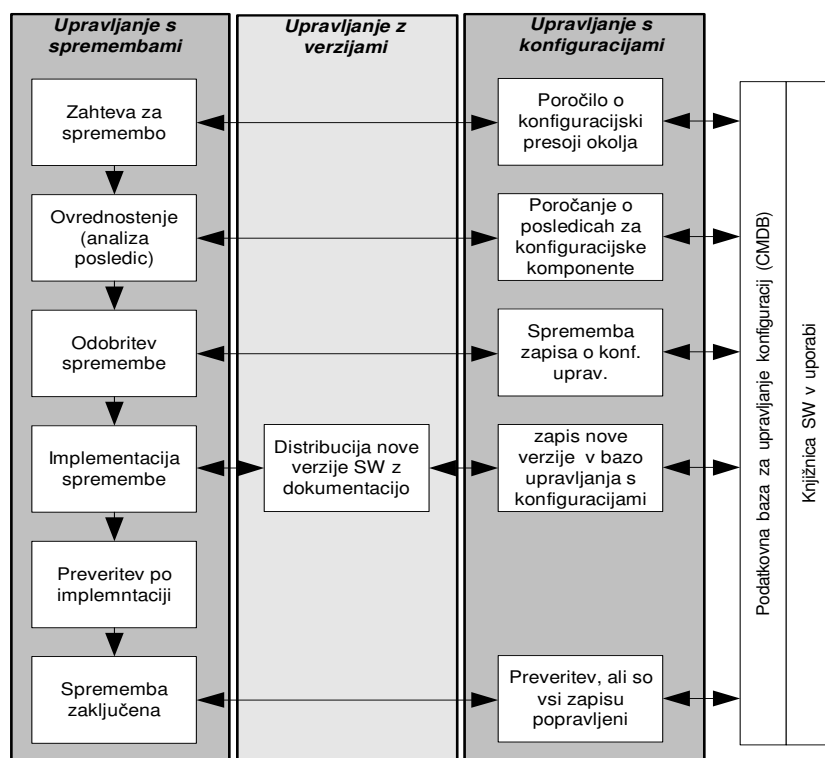 Upravljanje s
spremembami
Upravljanje z
verzijami
Upravljanje s
konfiguracijami
Zahteva za
spremembo
Poročilo o
konfiguracijski
presoji okolja
Ovrednostenje
(analiza
posledic)
Poročanje o
posledicah za
konfiguracijske
komponente
Odobritev
spremembe
Sprememba
zapisa o konf.
uprav.
Implementacija
spremembe
Distribucija nove
verzije SW z
dokumentacijo
zapis nove
verzije v bazo
upravljanja s
konfiguracijami
Preveritev po
implemntaciji
Sprememba
zaključena
Preveritev, ali so
vsi zapisu
popravljeni
Podatkovna baza za upravljanje konfiguracij (CMDB)
Knjižnica SW v uporabi